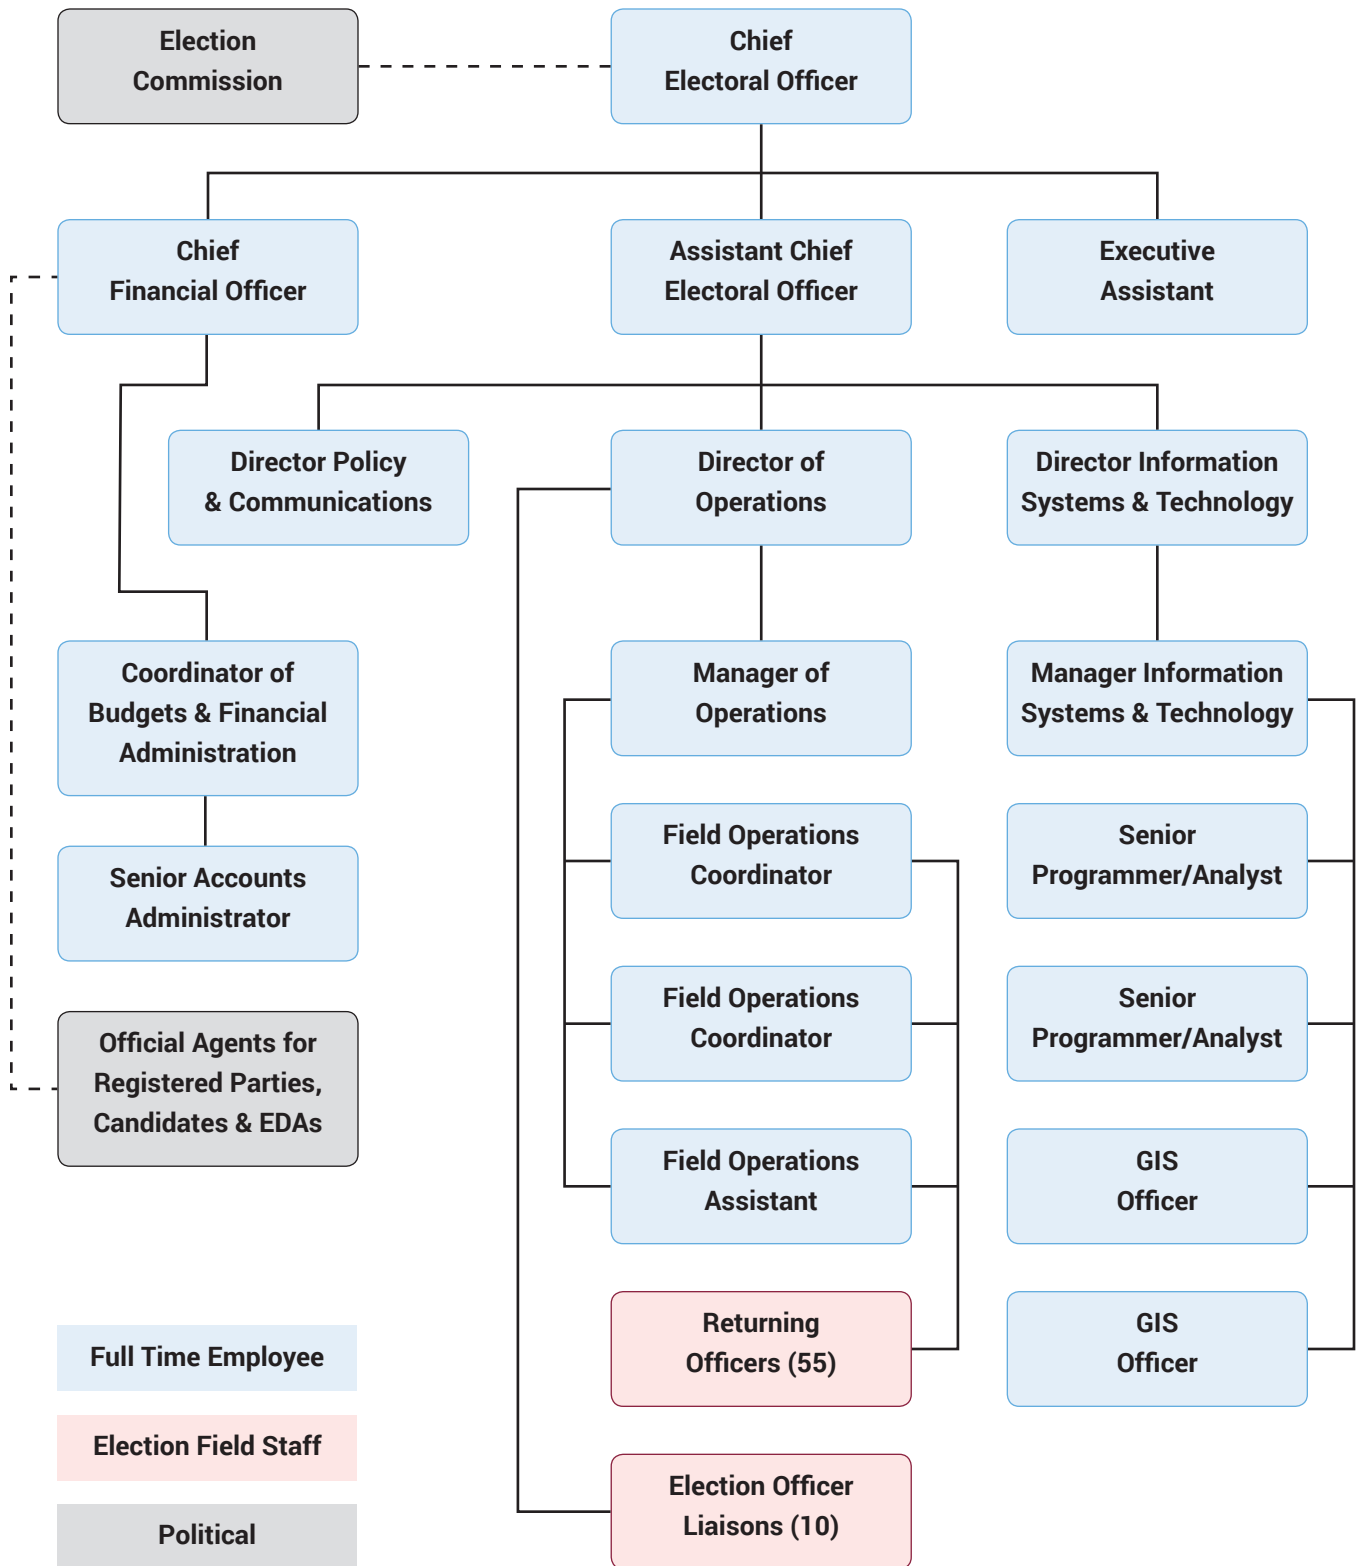 Election
Commission
Chief
Electoral Officer
Chief
Financial Officer
Assistant Chief
Electoral Officer
Executive
Assistant
Director Policy
& Communications
Director of
Operations
Director Information
Systems & Technology
Coordinator of
Budgets & Financial
Administration
Manager of
Operations
Manager Information
Systems & Technology
Senior Accounts
Administrator
Field Operations
Coordinator
Senior
Programmer/Analyst
Official Agents for
Registered Parties,
Candidates & EDAs
Field Operations
Coordinator
Senior
Programmer/Analyst
Field Operations
Assistant
GIS
Officer
Returning
Officers (55)
GIS
Officer
Election Officer
Liaisons (10)
Full Time Employee
Election Field Staff
Political